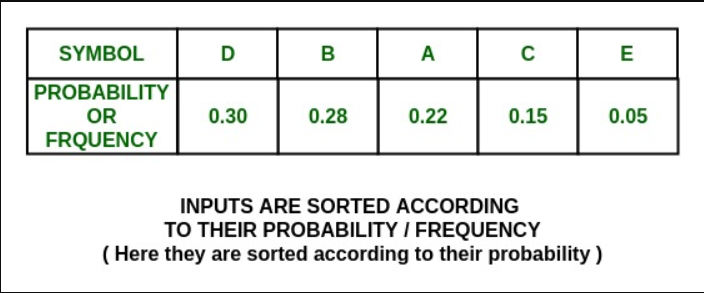 SYMBOL D B A C E
PROBABILITY
OR
FRQUENCY
0.30 0.28 0.22 0.15 0.05
INPUTS ARE SORTED ACCORDING
TO THEIR PROBABILITY / FREQUENCY
( Here they are sorted according to their probability )